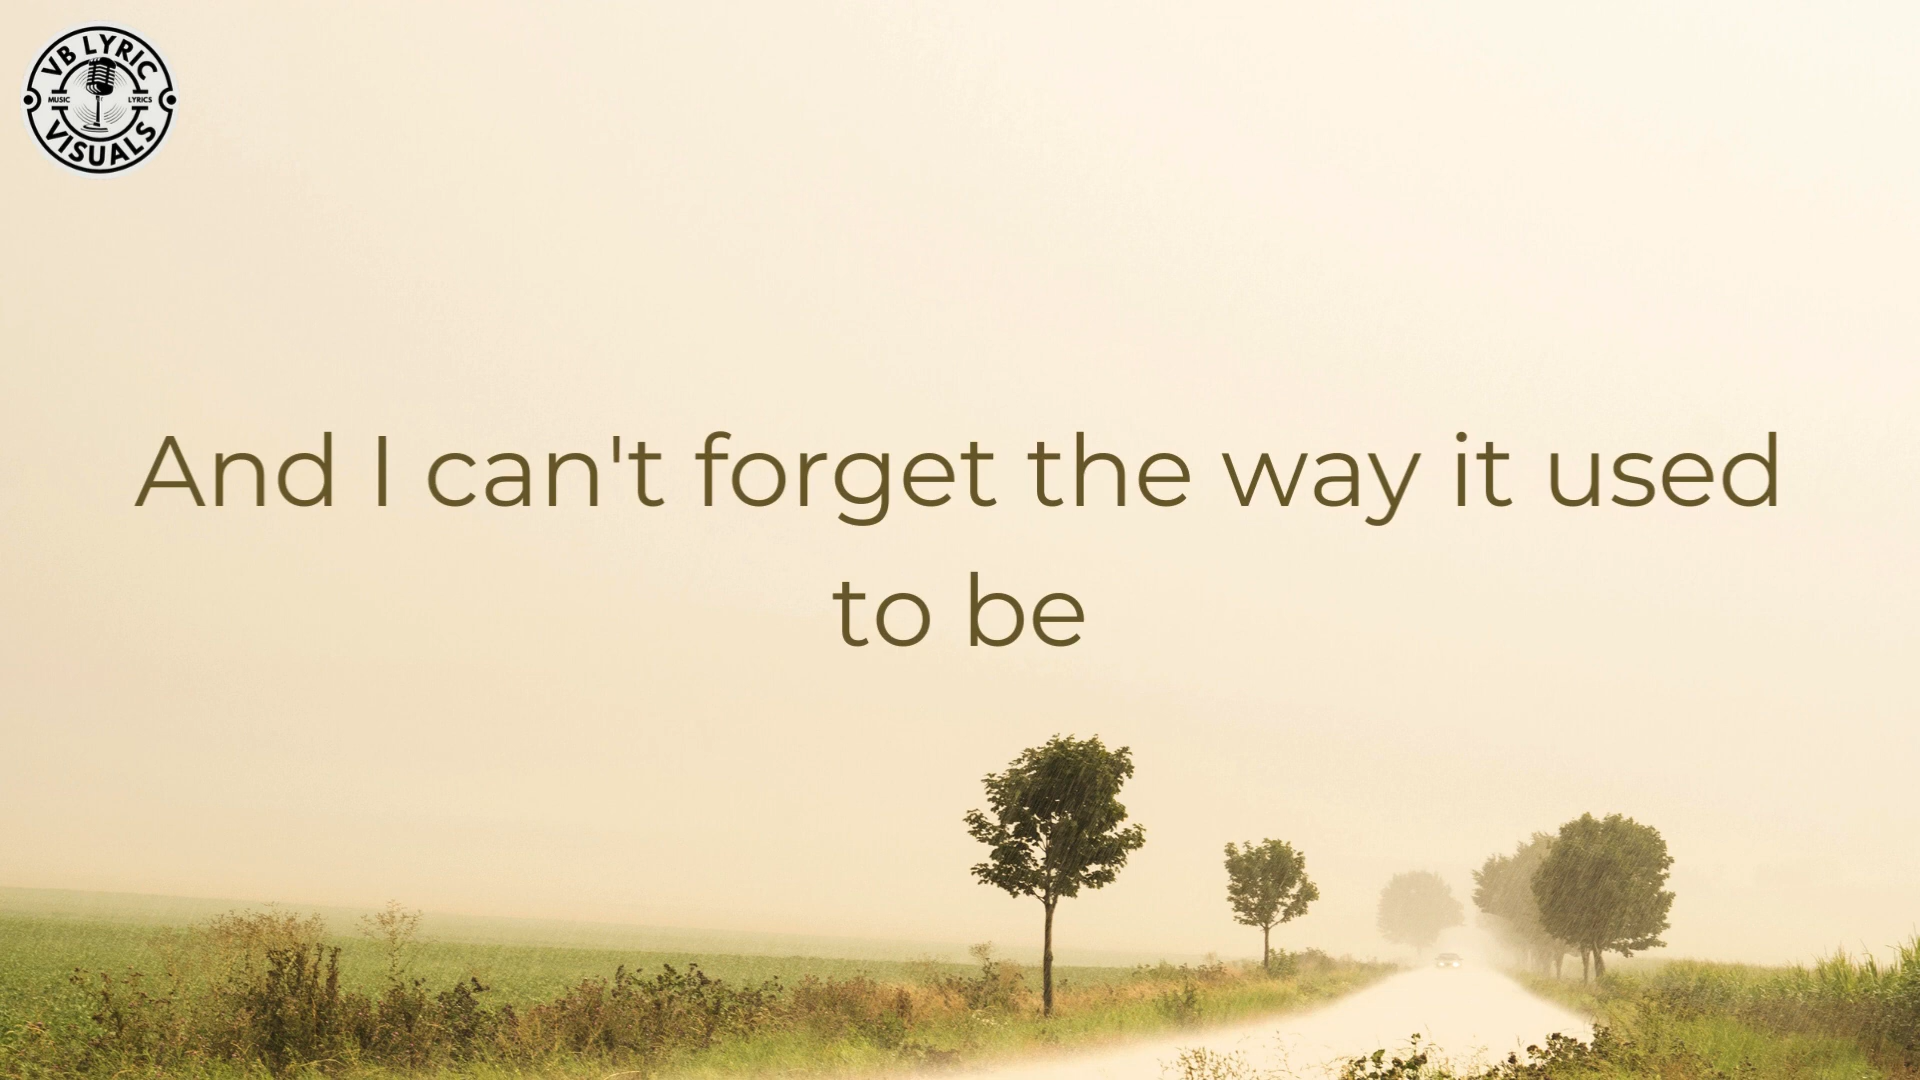 VB LYRIC
MUSIC LYRICS
VISUALS
And I can't forget the way it used
to be